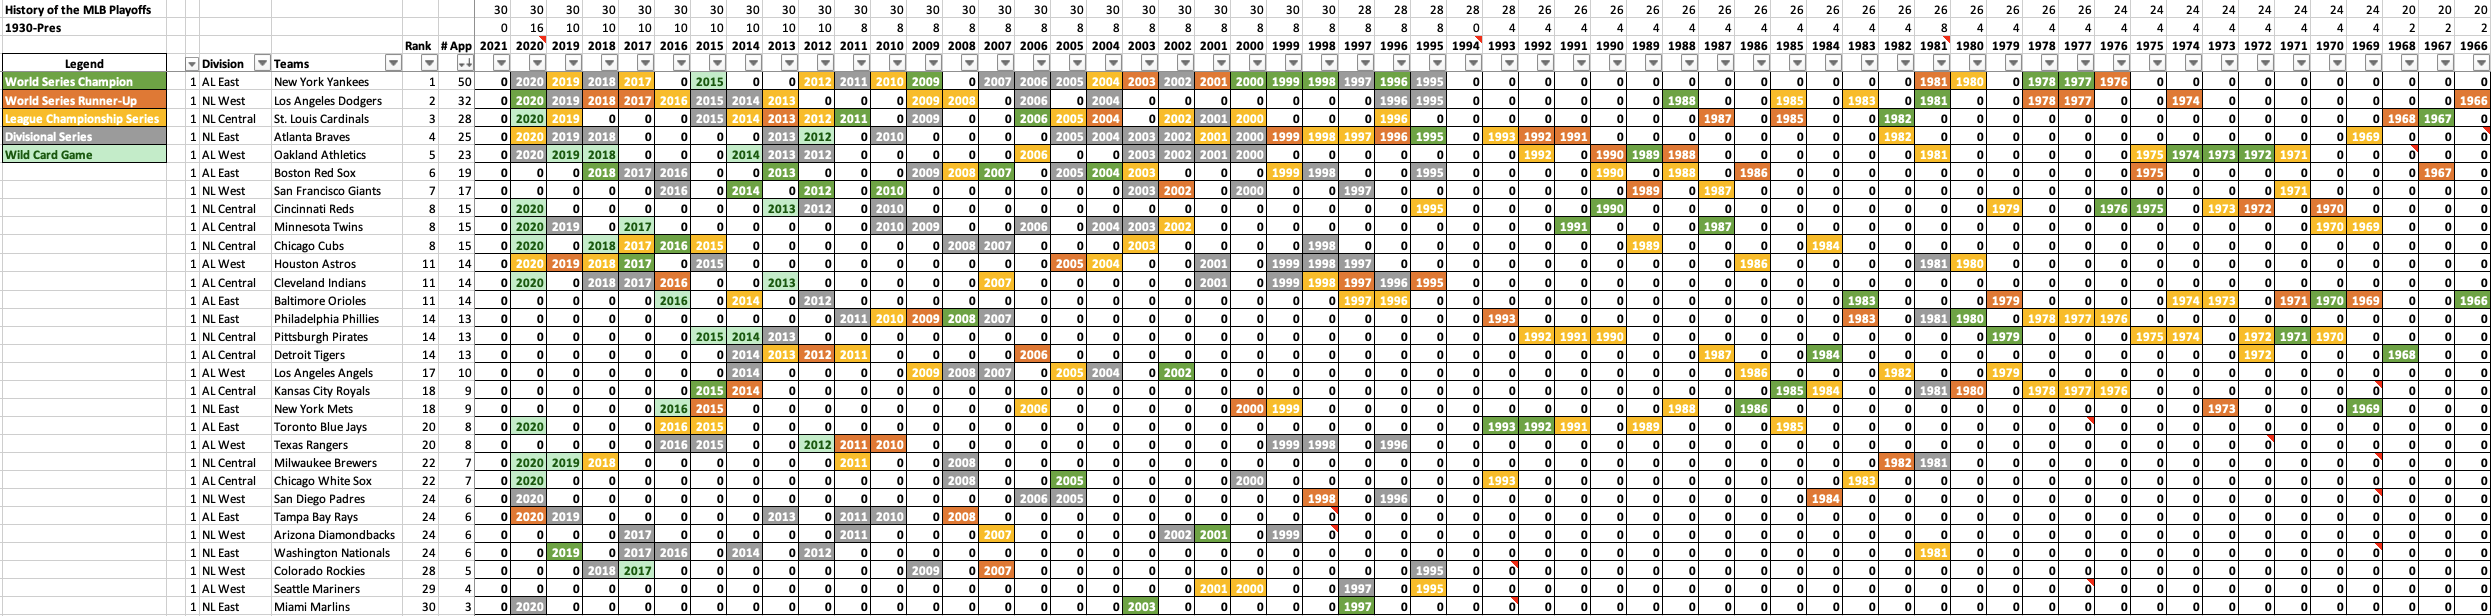 History of the MLB Playoffs 30 30 30 30 30 30 30 30 30 30 30 30 30 30 30 30 30 30 30 30 30 30 30 30 28 28 28 28 28 26 26 26 26 26 26 26 26 26 26 26 26 26 26 26 26 24 24 24 24 24 24 24 24 20 20 20
1930-Pres 0 16 10 10 10 10 10 10 10 10 8 8 8 8 8 8 8 8 8 8 8 8 8 8 8 8 8 0 4 4 4 4 4 4 4 4 4 4 4 4 8 4 4 4 4 4 4 4 4 4 4 4 4 2 2 2
Rank # App 2021 2020 2019 2018 2017 2016 2015 2014 2013 2012 2011 2010 2009 2008 2007 2006 2005 2004 2003 2002 2001 2000 1999 1998 1997 1996 1995 1994 1993 1992 1991 1990 1989 1988 1987 1986 1985 1984 1983 1982 1981 1980 1979 1978 1977 1976 1975 1974 1973 1972 1971 1970 1969 1968 1967 1966
Legend Division Teams
World Series Champion 1 AL East New York Yankees 1 50 0 2020 2019 2018 2017 0 2015 0 0 2012 2011 2010 2009 0 2007 2006 2005 2004 2003 2002 2001 2000 1999 1998 1997 1996 1995 0 0 0 0 0 0 0 0 0 0 0 0 0 1981 1980 0 1978 1977 1976 0 0 0 0 0 0 0 0 0 0
World Series Runner-Up 1 NL West Los Angeles Dodgers 2 32 0 2020 2019 2018 2017 2016 2015 2014 2013 0 0 0 2009 2008 0 2006 0 2004 0 0 0 0 0 0 0 1996 1995 0 0 0 0 0 0 1988 0 0 1985 0 1983 0 1981 0 0 1978 1977 0 0 1974 0 0 0 0 0 0 0 1966
League Championship Series 1 NL Central St. Louis Cardinals 3 28 0 2020 2019 0 0 0 2015 2014 2013 2012 2011 0 2009 0 0 2006 2005 2004 0 2002 2001 2000 0 0 0 1996 0 0 0 0 0 0 0 0 1987 0 1985 0 0 1982 0 0 0 0 0 0 0 0 0 0 0 0 0 1968 1967 0
Divisional Series 1 NL East Atlanta Braves 4 25 0 2020 2019 2018 0 0 0 0 2013 2012 0 2010 0 0 0 0 2005 2004 2003 2002 2001 2000 1999 1998 1997 1996 1995 0 1993 1992 1991 0 0 0 0 0 0 0 0 1982 0 0 0 0 0 0 0 0 0 0 0 0 1969 0 0 0
Wild Card Game 1 AL West Oakland Athletics 5 23 0 2020 2019 2018 0 0 0 2014 2013 2012 0 0 0 0 0 2006 0 0 2003 2002 2001 2000 0 0 0 0 0 0 0 1992 0 1990 1989 1988 0 0 0 0 0 0 1981 0 0 0 0 0 1975 1974 1973 1972 1971 0 0 0 0 0
1 AL East Boston Red Sox 6 19 0 0 0 2018 2017 2016 0 0 2013 0 0 0 2009 2008 2007 0 2005 2004 2003 0 0 0 1999 1998 0 0 1995 0 0 0 0 1990 0 1988 0 1986 0 0 0 0 0 0 0 0 0 0 1975 0 0 0 0 0 0 0 1967 0
1 NL West San Francisco Giants 7 17 0 0 0 0 0 2016 0 2014 0 2012 0 2010 0 0 0 0 0 0 2003 2002 0 2000 0 0 1997 0 0 0 0 0 0 0 1989 0 1987 0 0 0 0 0 0 0 0 0 0 0 0 0 0 0 1971 0 0 0 0 0
1 NL Central Cincinnati Reds 8 15 0 2020 0 0 0 0 0 0 2013 2012 0 2010 0 0 0 0 0 0 0 0 0 0 0 0 0 0 1995 0 0 0 0 1990 0 0 0 0 0 0 0 0 0 0 1979 0 0 1976 1975 0 1973 1972 0 1970 0 0 0 0
1 AL Central Minnesota Twins 8 15 0 2020 2019 0 2017 0 0 0 0 0 0 2010 2009 0 0 2006 0 2004 2003 2002 0 0 0 0 0 0 0 0 0 0 1991 0 0 0 1987 0 0 0 0 0 0 0 0 0 0 0 0 0 0 0 0 1970 1969 0 0 0
1 NL Central Chicago Cubs 8 15 0 2020 0 2018 2017 2016 2015 0 0 0 0 0 0 2008 2007 0 0 0 2003 0 0 0 0 1998 0 0 0 0 0 0 0 0 1989 0 0 0 0 1984 0 0 0 0 0 0 0 0 0 0 0 0 0 0 0 0 0 0
1 AL West Houston Astros 11 14 0 2020 2019 2018 2017 0 2015 0 0 0 0 0 0 0 0 0 2005 2004 0 0 2001 0 1999 1998 1997 0 0 0 0 0 0 0 0 0 0 1986 0 0 0 0 1981 1980 0 0 0 0 0 0 0 0 0 0 0 0 0 0
1 AL Central Cleveland Indians 11 14 0 2020 0 2018 2017 2016 0 0 2013 0 0 0 0 0 2007 0 0 0 0 0 2001 0 1999 1998 1997 1996 1995 0 0 0 0 0 0 0 0 0 0 0 0 0 0 0 0 0 0 0 0 0 0 0 0 0 0 0 0 0
1 AL East Baltimore Orioles 11 14 0 0 0 0 0 2016 0 2014 0 2012 0 0 0 0 0 0 0 0 0 0 0 0 0 0 1997 1996 0 0 0 0 0 0 0 0 0 0 0 0 1983 0 0 0 1979 0 0 0 0 1974 1973 0 1971 1970 1969 0 0 1966
1 NL East Philadelphia Phillies 14 13 0 0 0 0 0 0 0 0 0 0 2011 2010 2009 2008 2007 0 0 0 0 0 0 0 0 0 0 0 0 0 1993 0 0 0 0 0 0 0 0 0 1983 0 1981 1980 0 1978 1977 1976 0 0 0 0 0 0 0 0 0 0
1 NL Central Pittsburgh Pirates 14 13 0 0 0 0 0 0 2015 2014 2013 0 0 0 0 0 0 0 0 0 0 0 0 0 0 0 0 0 0 0 0 1992 1991 1990 0 0 0 0 0 0 0 0 0 0 1979 0 0 0 1975 1974 0 1972 1971 1970 0 0 0 0
1 AL Central Detroit Tigers 14 13 0 0 0 0 0 0 0 2014 2013 2012 2011 0 0 0 0 2006 0 0 0 0 0 0 0 0 0 0 0 0 0 0 0 0 0 0 1987 0 0 1984 0 0 0 0 0 0 0 0 0 0 0 1972 0 0 0 1968 0 0
1 AL West Los Angeles Angels 17 10 0 0 0 0 0 0 0 2014 0 0 0 0 2009 2008 2007 0 2005 2004 0 2002 0 0 0 0 0 0 0 0 0 0 0 0 0 0 0 1986 0 0 0 1982 0 0 1979 0 0 0 0 0 0 0 0 0 0 0 0 0
1 AL Central Kansas City Royals 18 9 0 0 0 0 0 0 2015 2014 0 0 0 0 0 0 0 0 0 0 0 0 0 0 0 0 0 0 0 0 0 0 0 0 0 0 0 0 1985 1984 0 0 1981 1980 0 1978 1977 1976 0 0 0 0 0 0 0 0 0 0
1 NL East New York Mets 18 9 0 0 0 0 0 2016 2015 0 0 0 0 0 0 0 0 2006 0 0 0 0 0 2000 1999 0 0 0 0 0 0 0 0 0 0 1988 0 1986 0 0 0 0 0 0 0 0 0 0 0 0 1973 0 0 0 1969 0 0 0
1 AL East Toronto Blue Jays 20 8 0 2020 0 0 0 2016 2015 0 0 0 0 0 0 0 0 0 0 0 0 0 0 0 0 0 0 0 0 0 1993 1992 1991 0 1989 0 0 0 1985 0 0 0 0 0 0 0 0 0 0 0 0 0 0 0 0 0 0 0
1 AL West Texas Rangers 20 8 0 0 0 0 0 2016 2015 0 0 2012 2011 2010 0 0 0 0 0 0 0 0 0 0 1999 1998 0 1996 0 0 0 0 0 0 0 0 0 0 0 0 0 0 0 0 0 0 0 0 0 0 0 0 0 0 0 0 0 0
1 NL Central Milwaukee Brewers 22 7 0 2020 2019 2018 0 0 0 0 0 0 2011 0 0 2008 0 0 0 0 0 0 0 0 0 0 0 0 0 0 0 0 0 0 0 0 0 0 0 0 0 1982 1981 0 0 0 0 0 0 0 0 0 0 0 0 0 0 0
1 AL Central Chicago White Sox 22 7 0 2020 0 0 0 0 0 0 0 0 0 0 0 2008 0 0 2005 0 0 0 0 2000 0 0 0 0 0 0 1993 0 0 0 0 0 0 0 0 0 1983 0 0 0 0 0 0 0 0 0 0 0 0 0 0 0 0 0
1 NL West San Diego Padres 24 6 0 2020 0 0 0 0 0 0 0 0 0 0 0 0 0 2006 2005 0 0 0 0 0 0 1998 0 1996 0 0 0 0 0 0 0 0 0 0 0 1984 0 0 0 0 0 0 0 0 0 0 0 0 0 0 0 0 0 0
1 AL East Tampa Bay Rays 24 6 0 2020 2019 0 0 0 0 0 2013 0 2011 2010 0 2008 0 0 0 0 0 0 0 0 0 0 0 0 0 0 0 0 0 0 0 0 0 0 0 0 0 0 0 0 0 0 0 0 0 0 0 0 0 0 0 0 0 0
1 NL West Arizona Diamondbacks 24 6 0 0 0 0 2017 0 0 0 0 0 2011 0 0 0 2007 0 0 0 0 2002 2001 0 1999 0 0 0 0 0 0 0 0 0 0 0 0 0 0 0 0 0 0 0 0 0 0 0 0 0 0 0 0 0 0 0 0 0
1 NL East Washington Nationals 24 6 0 0 2019 0 2017 2016 0 2014 0 2012 0 0 0 0 0 0 0 0 0 0 0 0 0 0 0 0 0 0 0 0 0 0 0 0 0 0 0 0 0 0 1981 0 0 0 0 0 0 0 0 0 0 0 0 0 0 0
1 NL West Colorado Rockies 28 5 0 0 0 2018 2017 0 0 0 0 0 0 0 2009 0 2007 0 0 0 0 0 0 0 0 0 0 0 1995 0 0 0 0 0 0 0 0 0 0 0 0 0 0 0 0 0 0 0 0 0 0 0 0 0 0 0 0 0
1 AL West Seattle Mariners 29 4 0 0 0 0 0 0 0 0 0 0 0 0 0 0 0 0 0 0 0 0 2001 2000 0 0 1997 0 1995 0 0 0 0 0 0 0 0 0 0 0 0 0 0 0 0 0 0 0 0 0 0 0 0 0 0 0 0 0
1 NL East Miami Marlins 30 3 0 2020 0 0 0 0 0 0 0 0 0 0 0 0 0 0 0 0 2003 0 0 0 0 0 1997 0 0 0 0 0 0 0 0 0 0 0 0 0 0 0 0 0 0 0 0 0 0 0 0 0 0 0 0 0 0 0